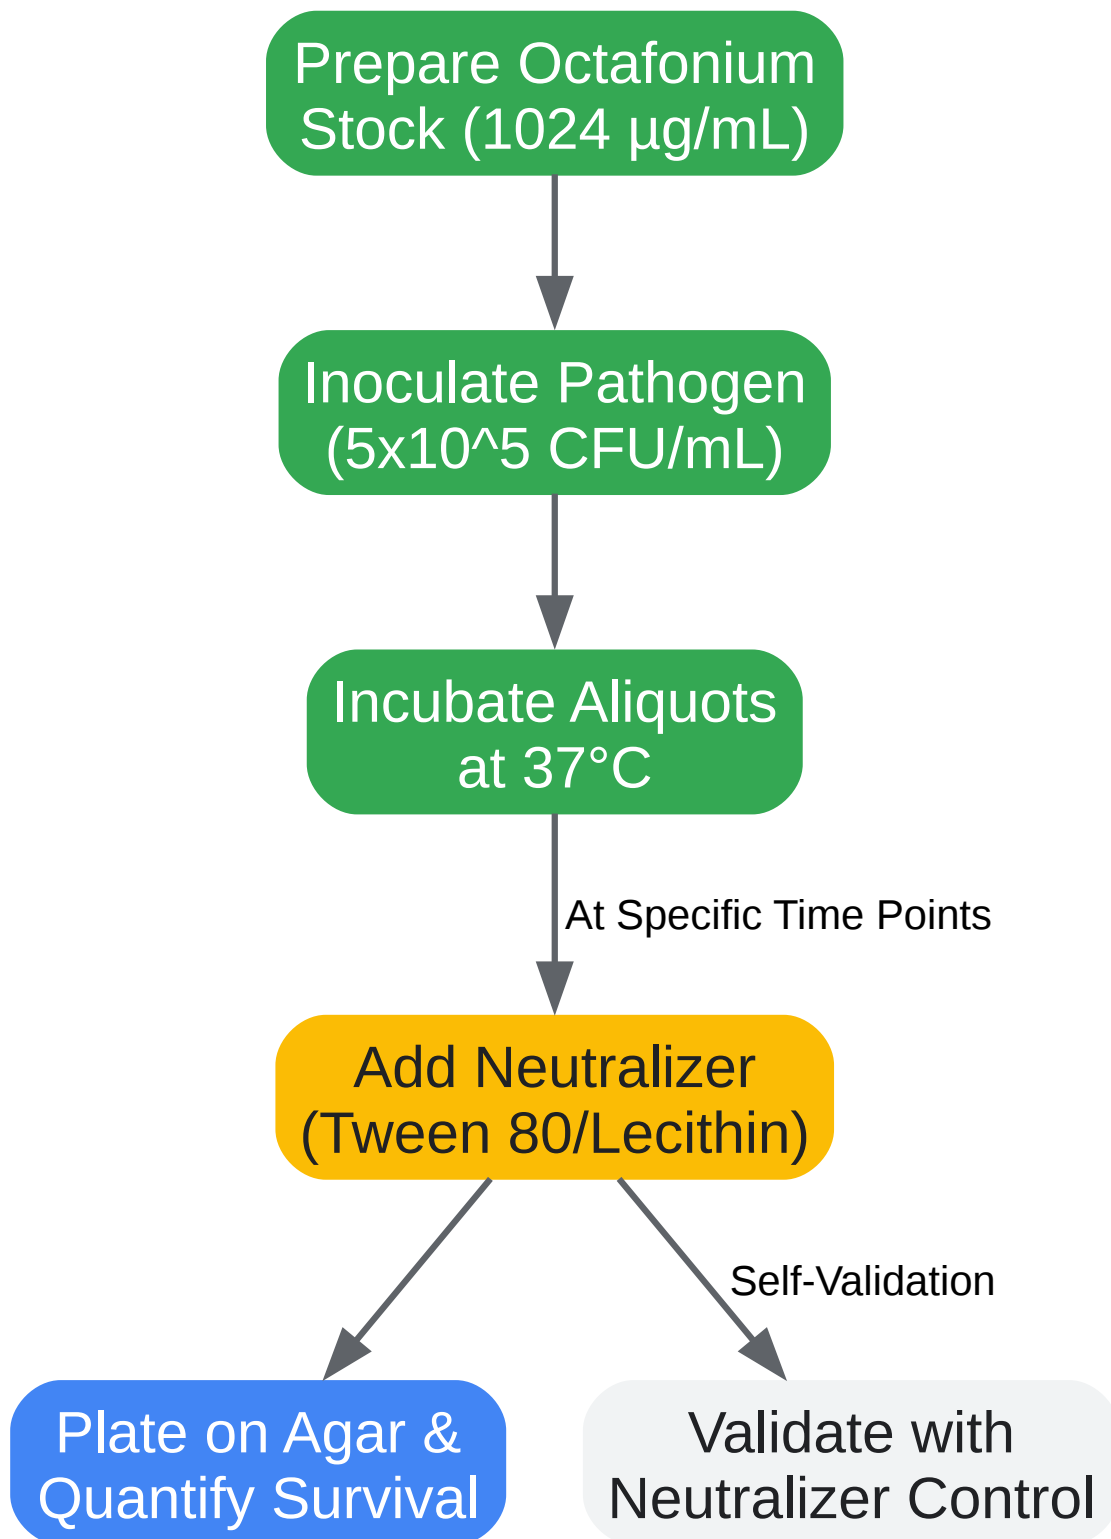 Prepare Octafonium
Stock (1024 µg/mL)
Inoculate Pathogen
(5x10^5 CFU/mL)
Incubate Aliquots
at 37°C
At Specific Time Points
Add Neutralizer
(Tween 80/Lecithin)
Self-Validation
Plate on Agar &
Quantify Survival
Validate with
Neutralizer Control